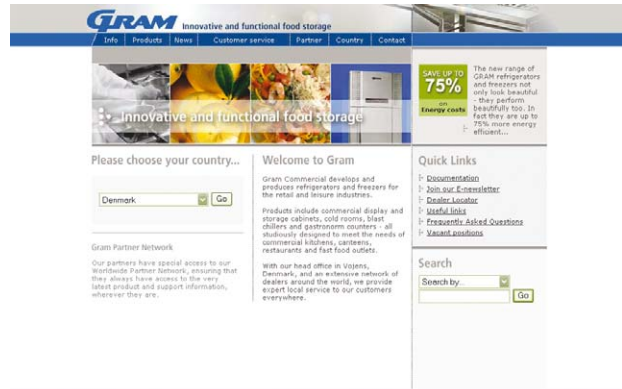 GRAM Innovative and functional food storage
Info Products News Customer service Partner Country Contact
Innovative and functional food storage
SAVE UP TO
75%
on
Energy costs
The new range of
GRAM refrigerators
and freezers not
only look beautiful
- they perform
beautifully too. In
fact they are up to
75% more energy
efficient...
Please choose your country...
Denmark Go
Gram Partner Network
Our partners have special access to our
Worldwide Partner Network, ensuring that
they always have access to the very
latest product and support information,
wherever they are.
Welcome to Gram
Gram Commercial develops and
produces refrigerators and freezers for
the retail and leisure industries.
Products include commercial display and
storage cabinets, cold rooms, blast
chillers and gastronorm counters - all
studiously designed to meet the needs of
commercial kitchens, canteens,
restaurants and fast food outlets.
With our head office in Vojens,
Denmark, and an extensive network of
dealers around the world, we provide
expert local service to our customers
everywhere.
Quick Links
Documentation
Join our E-newsletter
Dealer Locator
Useful links
Frequently Asked Questions
Vacant positions
Search
Search by..
Go